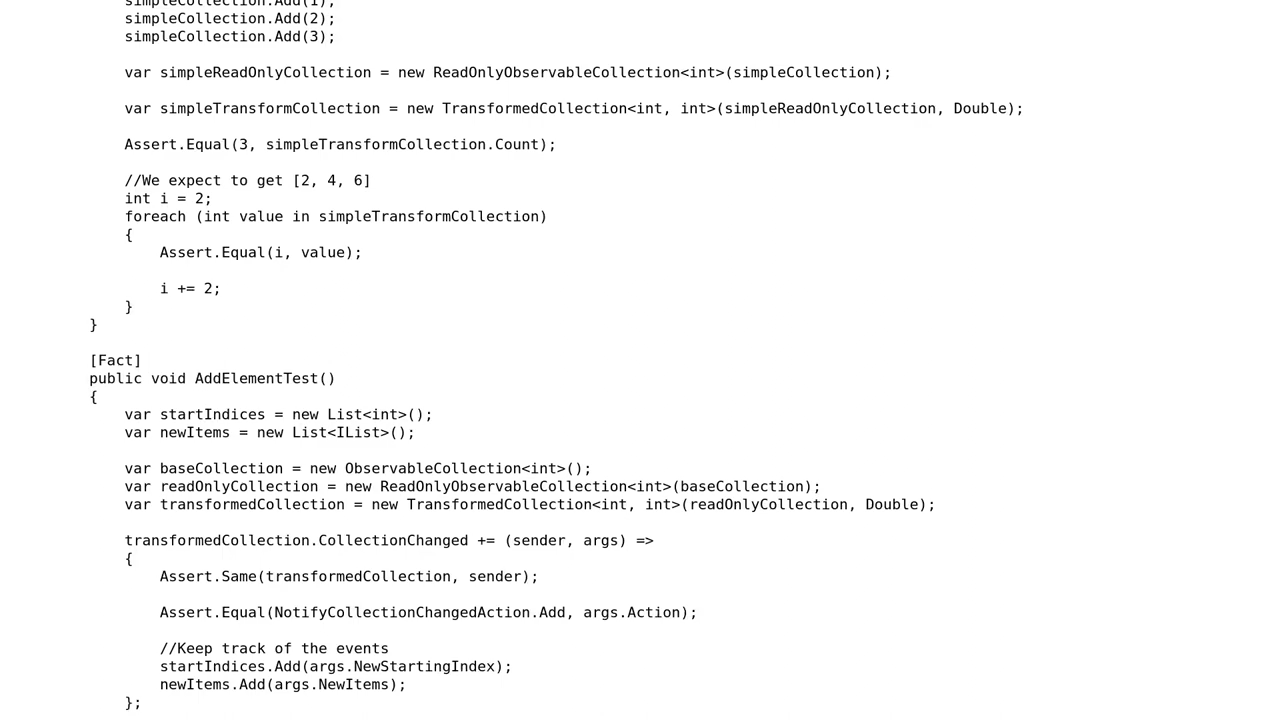 simpleCollection.Add(1);
simpleCollection.Add(2);
simpleCollection.Add(3);
var simpleReadOnlyCollection = new ReadOnlyObservableCollection<int>(simpleCollection);
var simpleTransformCollection = new TransformedCollection<int, int>(simpleReadOnlyCollection, Double);
Assert.Equal(3, simpleTransformCollection.Count);
//We expect to get [2, 4, 6]
int i = 2;
foreach (int value in simpleTransformCollection)
{
Assert.Equal(i, value);
i += 2;
}
}
[Fact]
public void AddElementTest()
{
var startIndices = new List<int>();
var newItems = new List<IList>();
var baseCollection = new ObservableCollection<int>();
var readOnlyCollection = new ReadOnlyObservableCollection<int>(baseCollection);
var transformedCollection = new TransformedCollection<int, int>(readOnlyCollection, Double);
transformedCollection.CollectionChanged += (sender, args) =>
{
Assert.Same(transformedCollection, sender);
Assert.Equal(NotifyCollectionChangedAction.Add, args.Action);
//Keep track of the events
startIndices.Add(args.NewStartingIndex);
newItems.Add(args.NewItems);
};